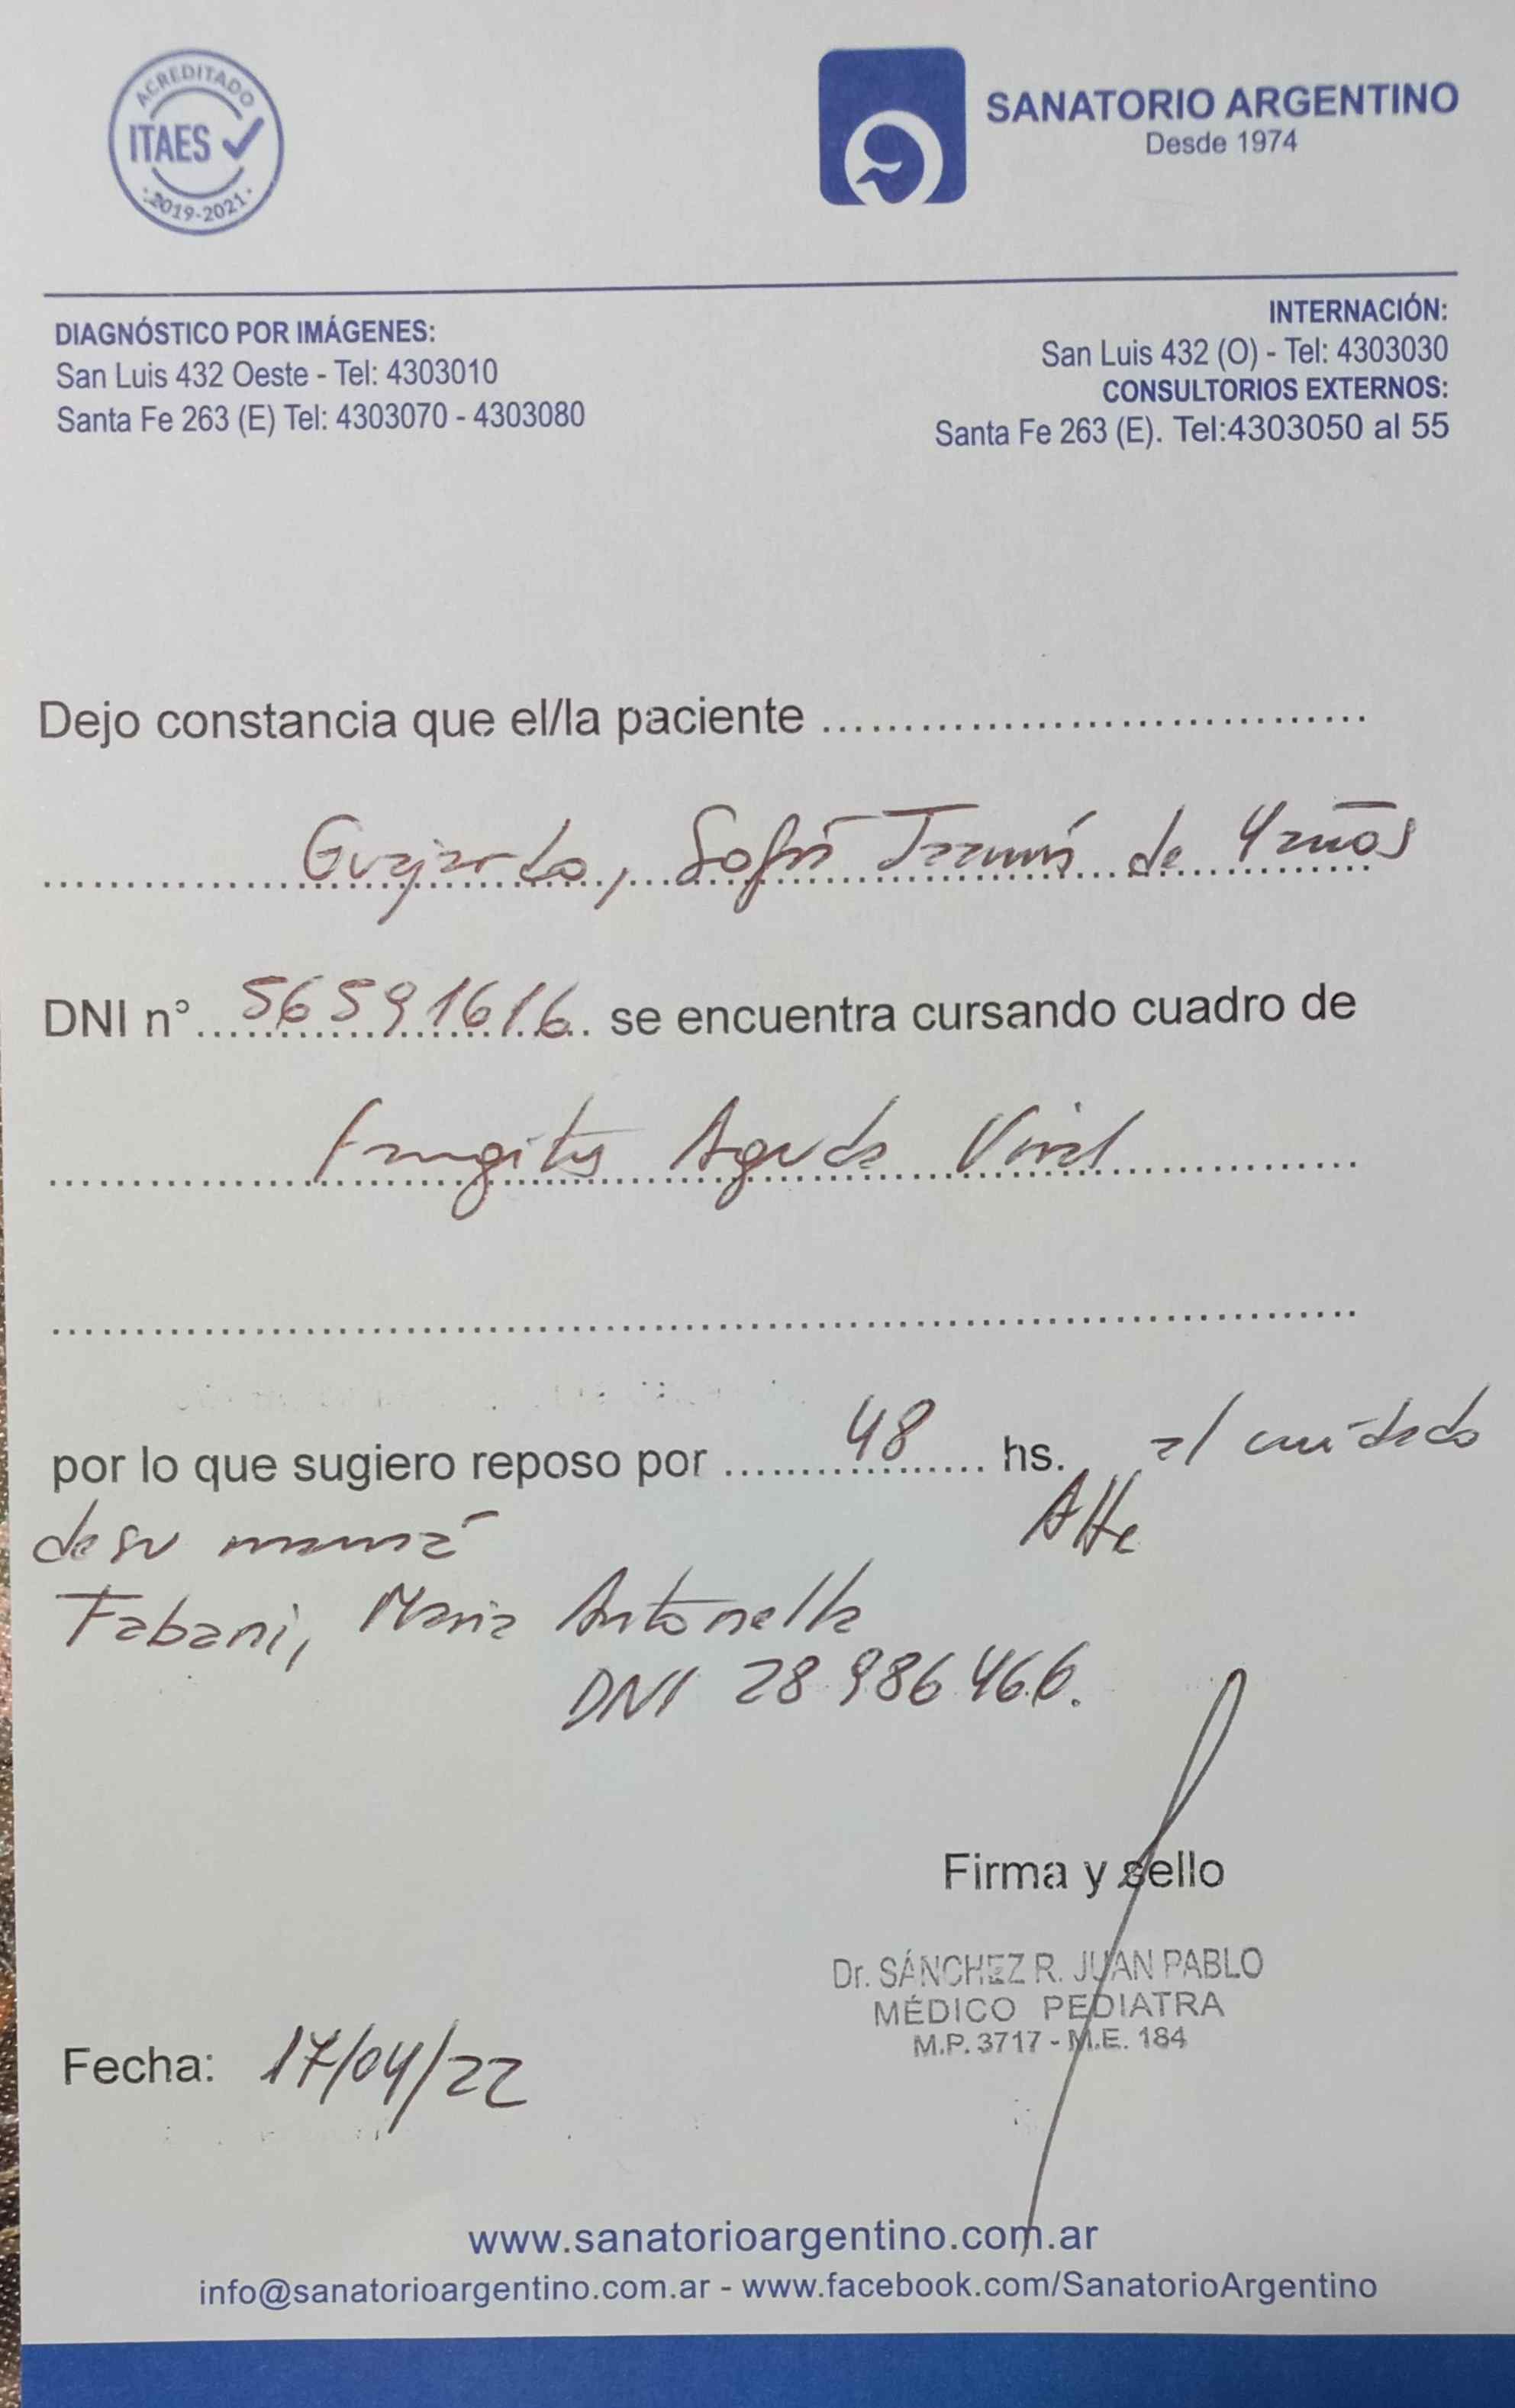 ACREDITADO
ITAES
2019-2021
SANATORIO ARGENTINO
Desde 1974
DIAGNÓSTICO POR IMÁGENES:
San Luis 432 Oeste - Tel: 4303010
Santa Fe 263 (E) Tel: 4303070 - 4303080
INTERNACIÓN:
San Luis 432 (O) - Tel: 4303030
CONSULTORIOS EXTERNOS:
Santa Fe 263 (E). Tel:4303050 al 55
Dejo constancia que el/la paciente
Guajardo, Sofía de 4 años
DNI n° 56591616 se encuentra cursando cuadro de
Faringitis Aguda Viral
por lo que sugiero reposo por 48 hs. al cuidado
de su mamá Atte
Fabani, Maria Antonella
DNI 28.986.466.
Firma y sello
Dr. SÁNCHEZ R. JUAN PABLO
MÉDICO PEDIATRA
M.P. 3717 - M.E. 184
Fecha: 17/04/22
www.sanatorioargentino.com.ar
info@sanatorioargentino.com.ar - www.facebook.com/SanatorioArgentino